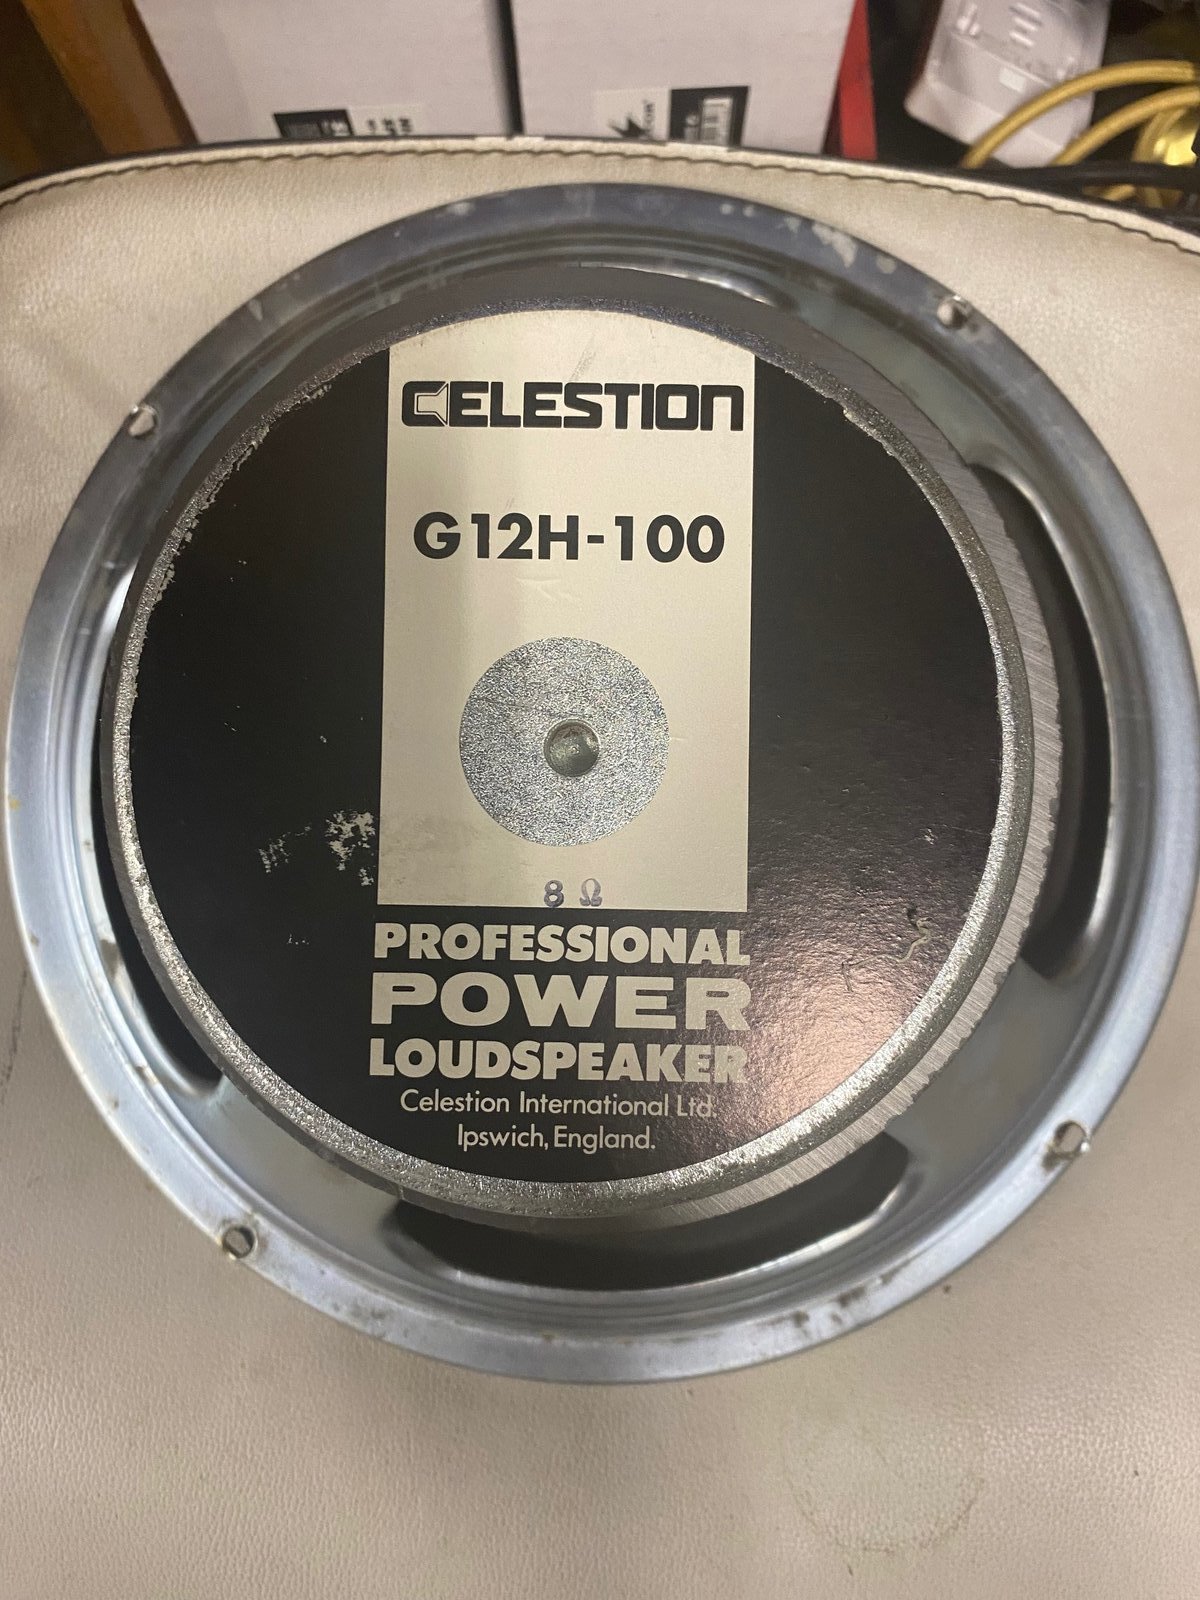 CELESTION
G12H-100
8 Ω
PROFESSIONAL
POWER
LOUDSPEAKER
Celestion International Ltd.
Ipswich, England.